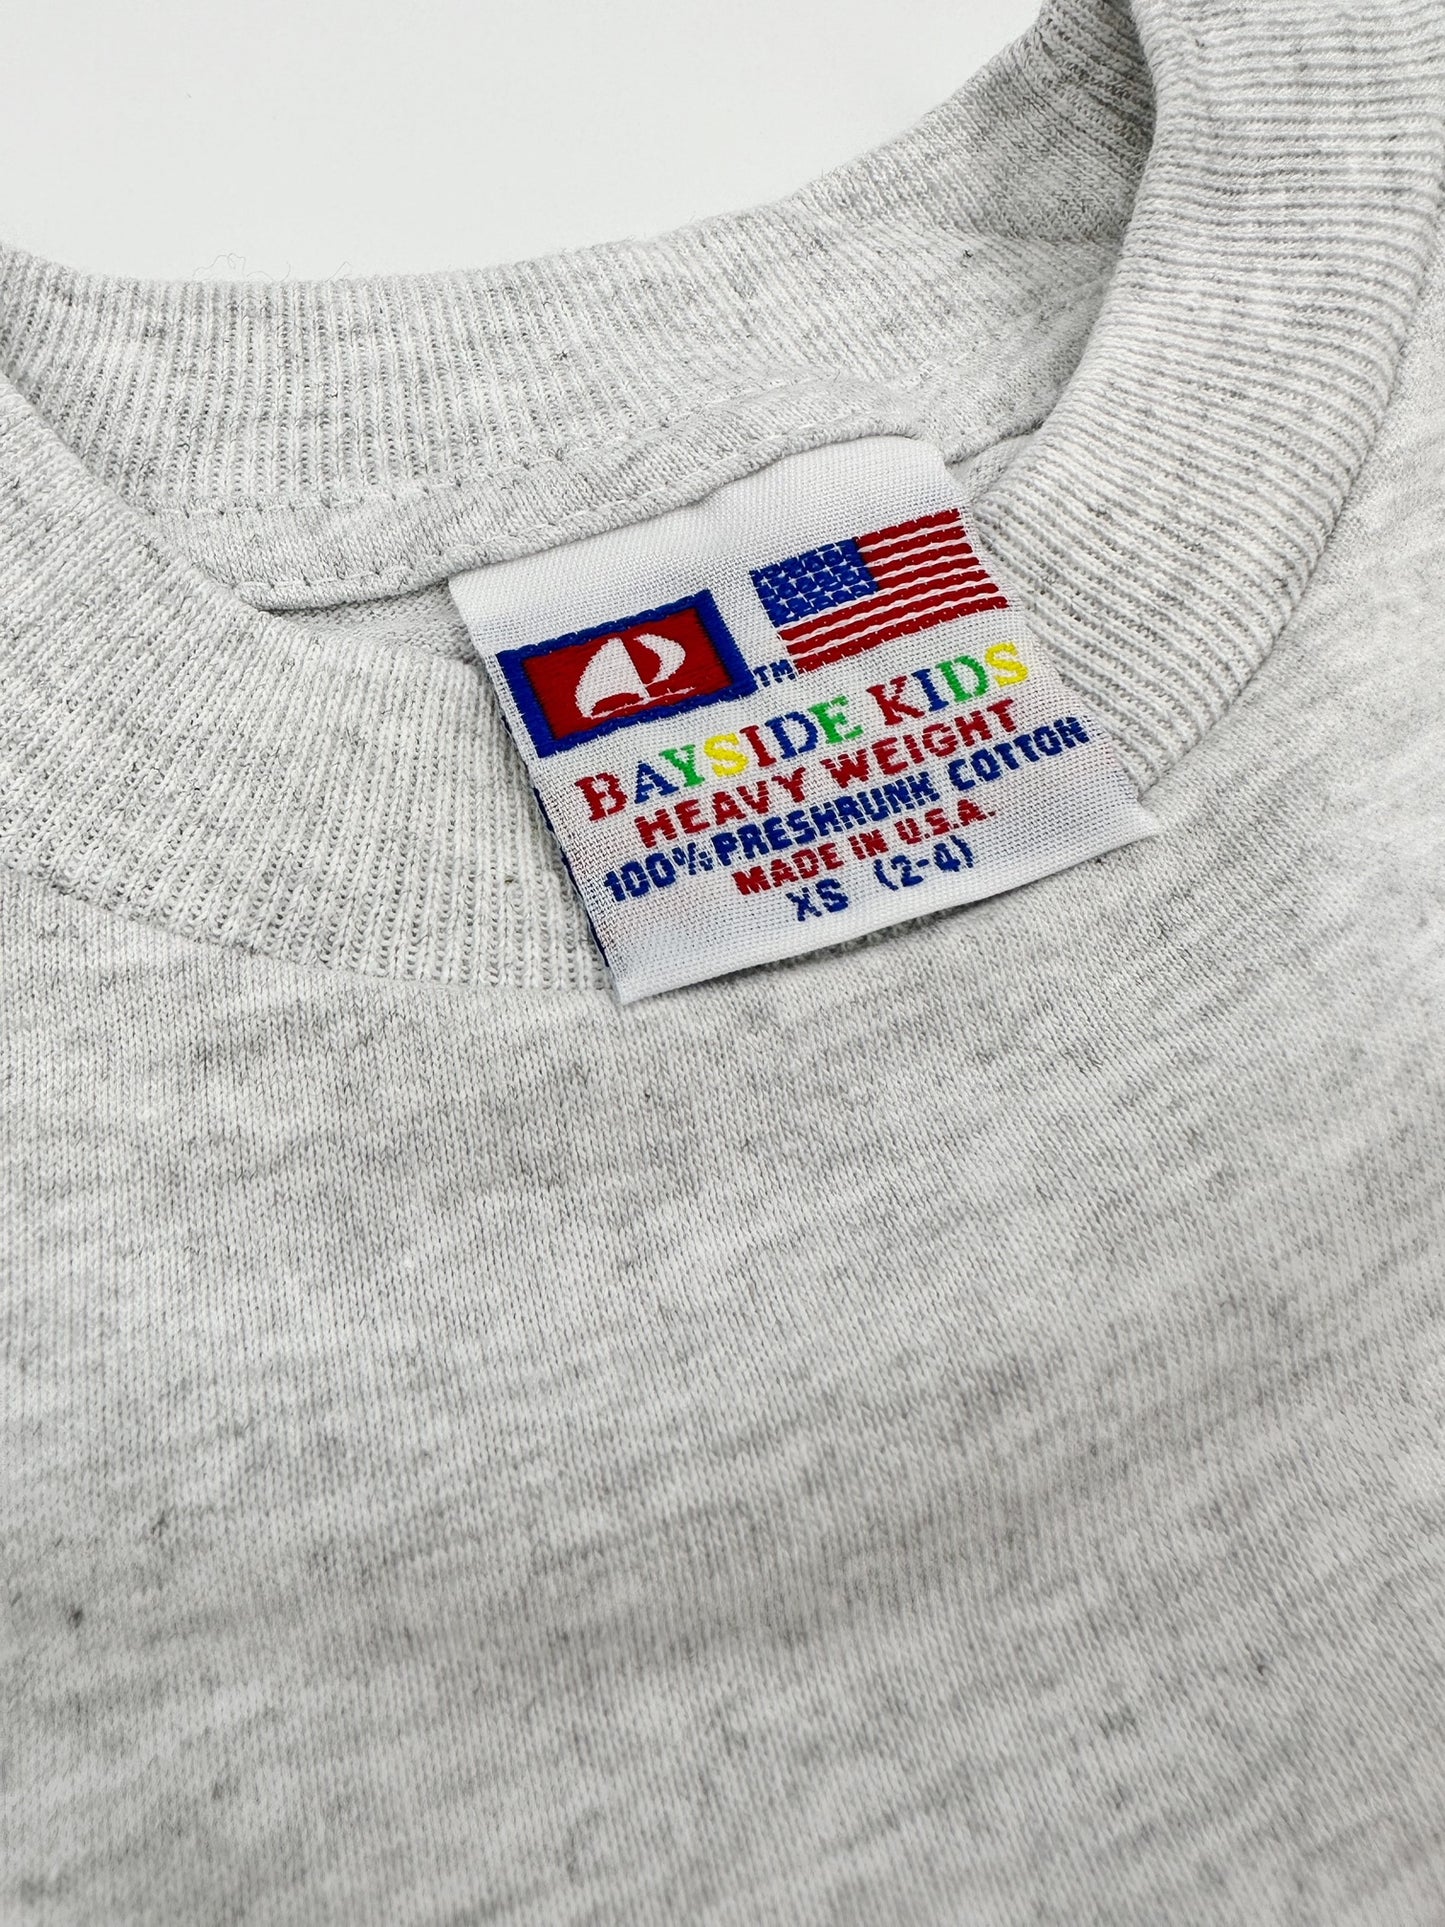 TM
BAYSIDE KIDS
HEAVY WEIGHT
100% PRESHRUNK COTTON
MADE IN U.S.A.
XS (2-4)